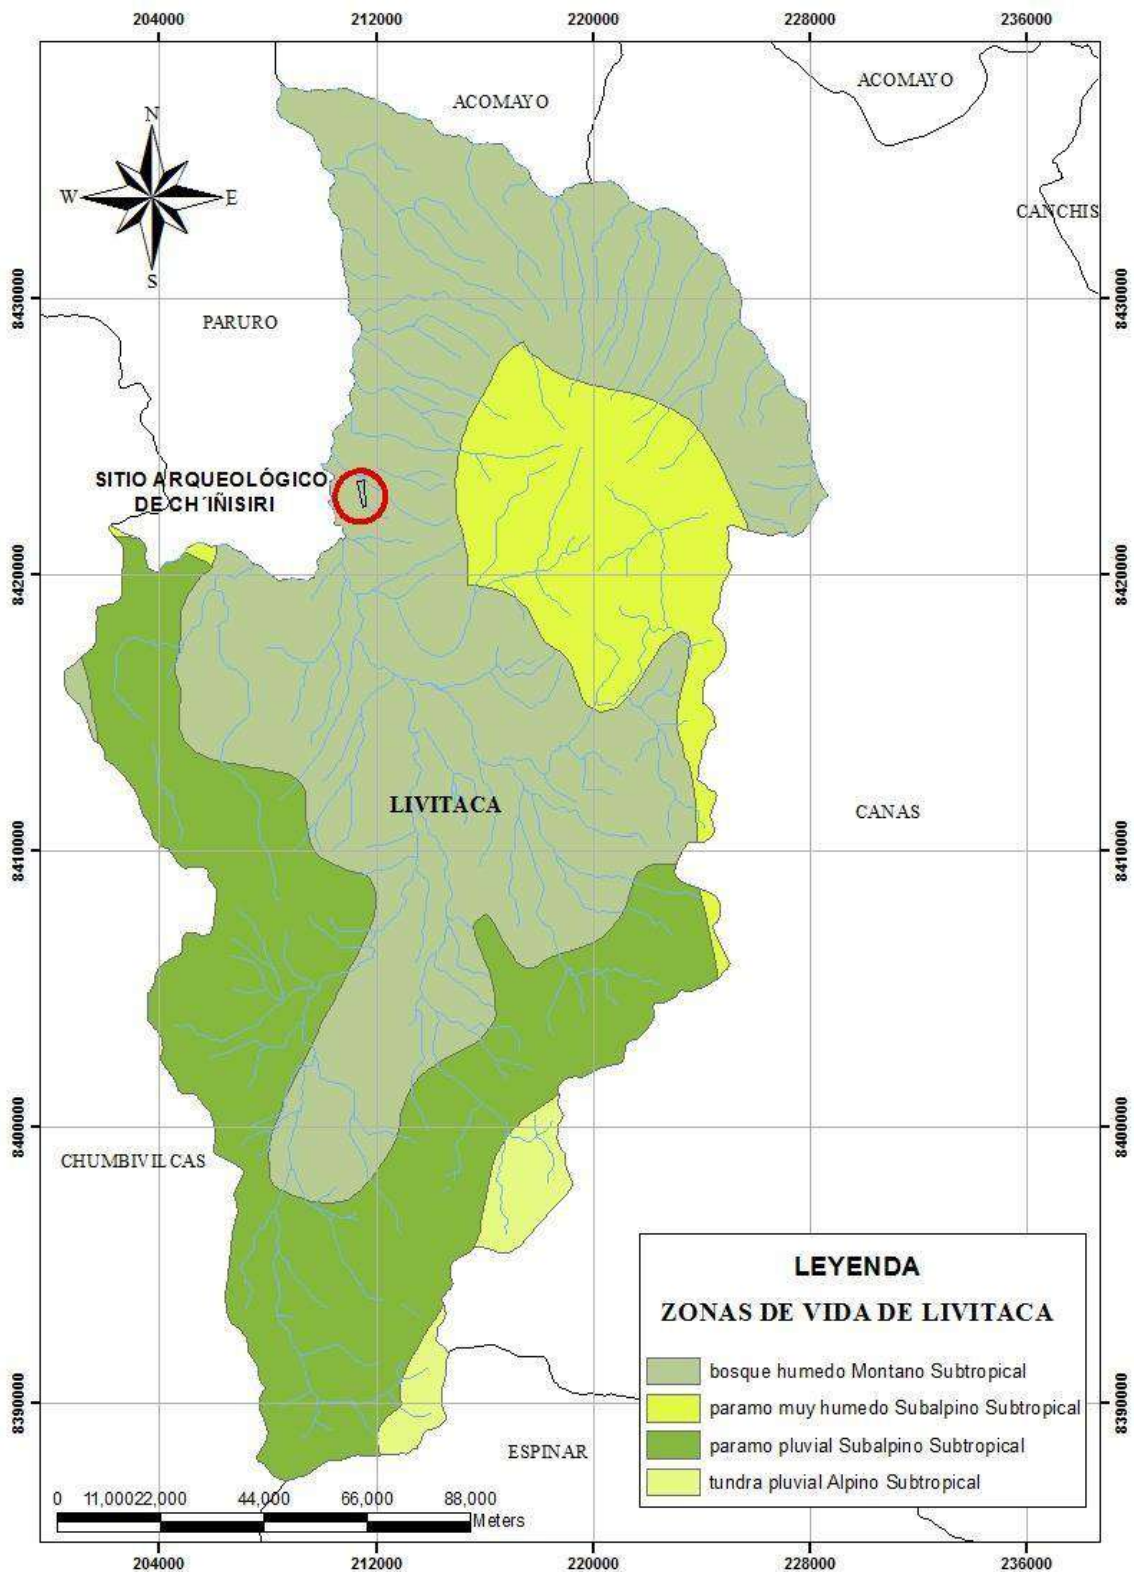 204000 212000 220000 228000 236000
ACOMAYO
ACOMAYO
N
W E
S
CANCHIS
8430000 8430000
PARURO
SITIO ARQUEOLÓGICO
DE CH´IÑISIRI
8420000 8420000
LIVITACA
CANAS
8410000 8410000
8400000 8400000
CHUMBIVILCAS
LEYENDA
ZONAS DE VIDA DE LIVITACA
bosque humedo Montano Subtropical
paramo muy humedo Subalpino Subtropical
paramo pluvial Subalpino Subtropical
tundra pluvial Alpino Subtropical
8390000 8390000
ESPINAR
0 11,000 22,000 44,000 66,000 88,000
Meters
204000 212000 220000 228000 236000